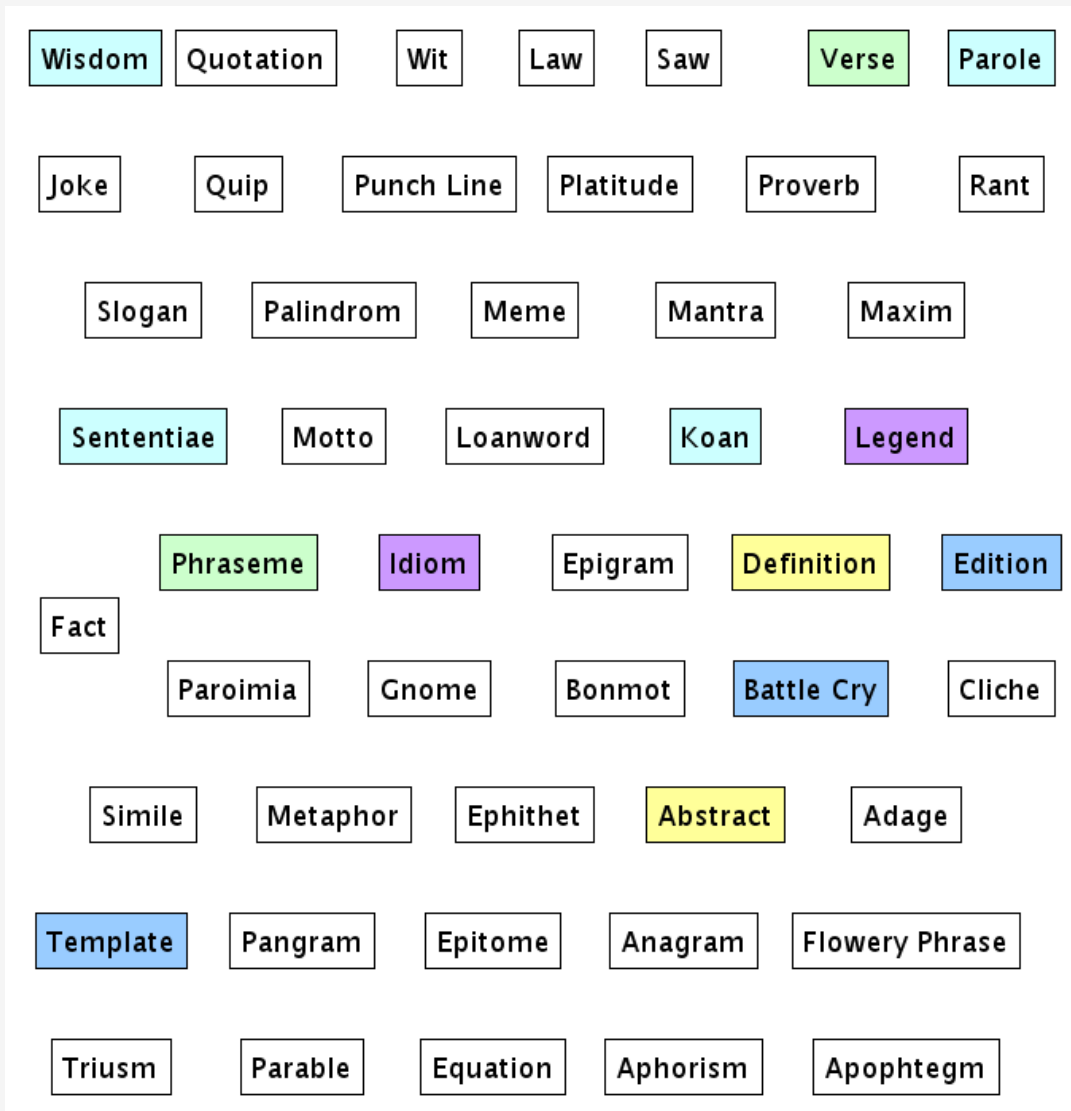 Wisdom Quotation Wit Law Saw Verse Parole
Joke Quip Punch Line Platitude Proverb Rant
Slogan Palindrom Meme Mantra Maxim
Sententiae Motto Loanword Koan Legend
Phraseme Idiom Epigram Definition Edition
Fact
Paroimia Gnome Bonmot Battle Cry Cliche
Simile Metaphor Ephithet Abstract Adage
Template Pangram Epitome Anagram Flowery Phrase
Triusm Parable Equation Aphorism Apophtegm